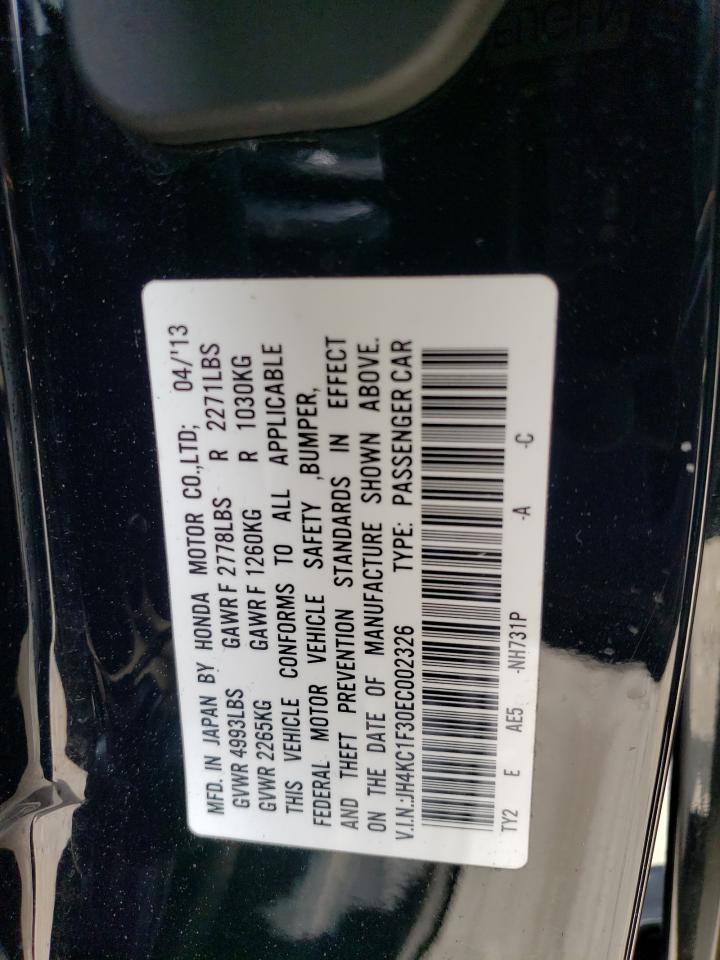 MFD. IN JAPAN BY HONDA MOTOR CO.,LTD; 04/'13
GVWR 4993LBS GAWR F 2778LBS R 2271LBS
GVWR 2265KG GAWR F 1260KG R 1030KG
THIS VEHICLE CONFORMS TO ALL APPLICABLE
FEDERAL MOTOR VEHICLE SAFETY ,BUMPER,
AND THEFT PREVENTION STANDARDS IN EFFECT
ON THE DATE OF MANUFACTURE SHOWN ABOVE.
V.I.N.:JH4KC1F30EC002326 TYPE: PASSENGER CAR
TY2 E AE5 -NH731P -A -C